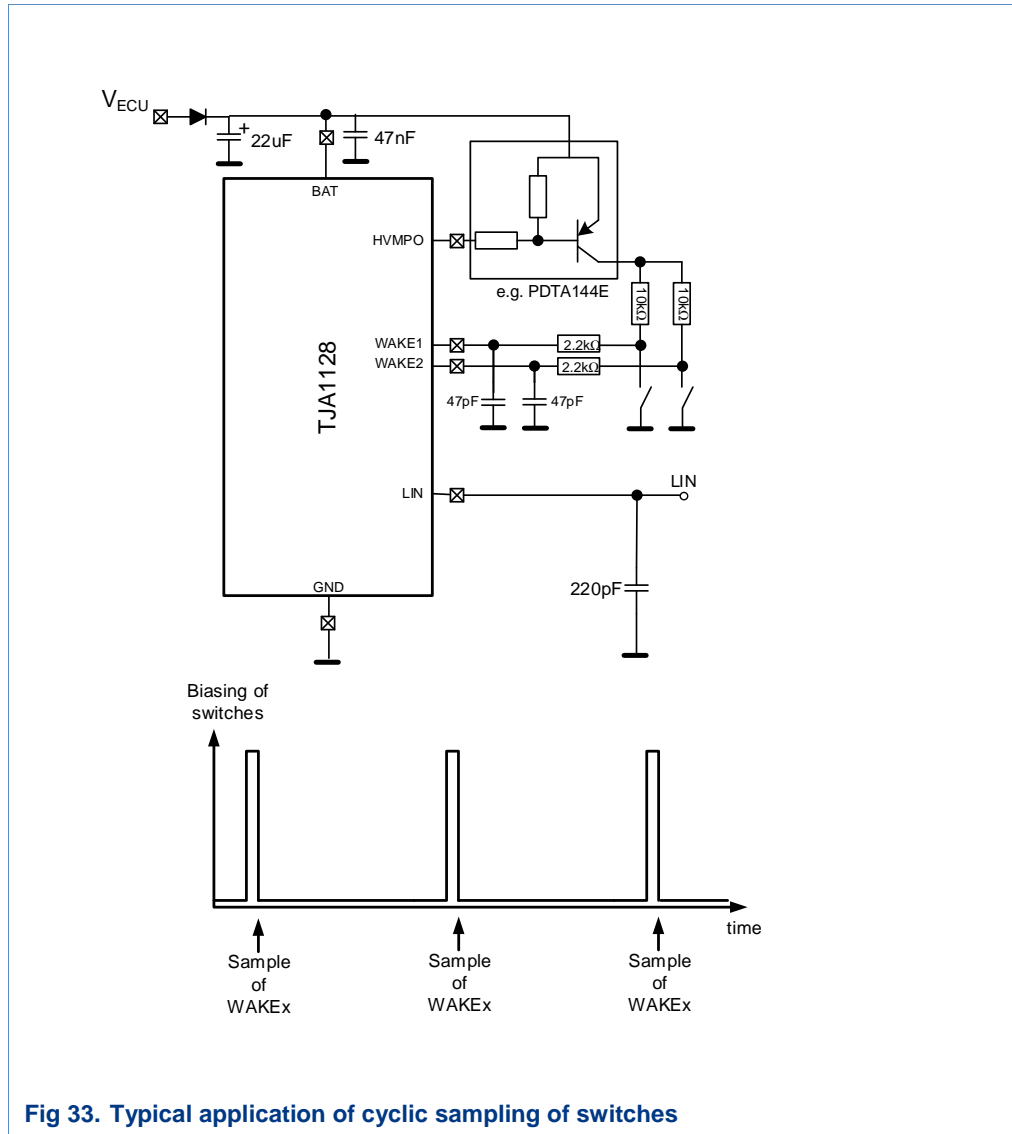 VECU
22uF
+
47nF
BAT
HVMPO
e.g. PDTA144E
10kΩ
10kΩ
WAKE1
2.2kΩ
WAKE2
2.2kΩ
47pF
47pF
TJA1128
LIN
LIN
220pF
GND
Biasing of
switches
time
Sample
of
WAKEx
Sample
of
WAKEx
Sample
of
WAKEx
Fig 33. Typical application of cyclic sampling of switches